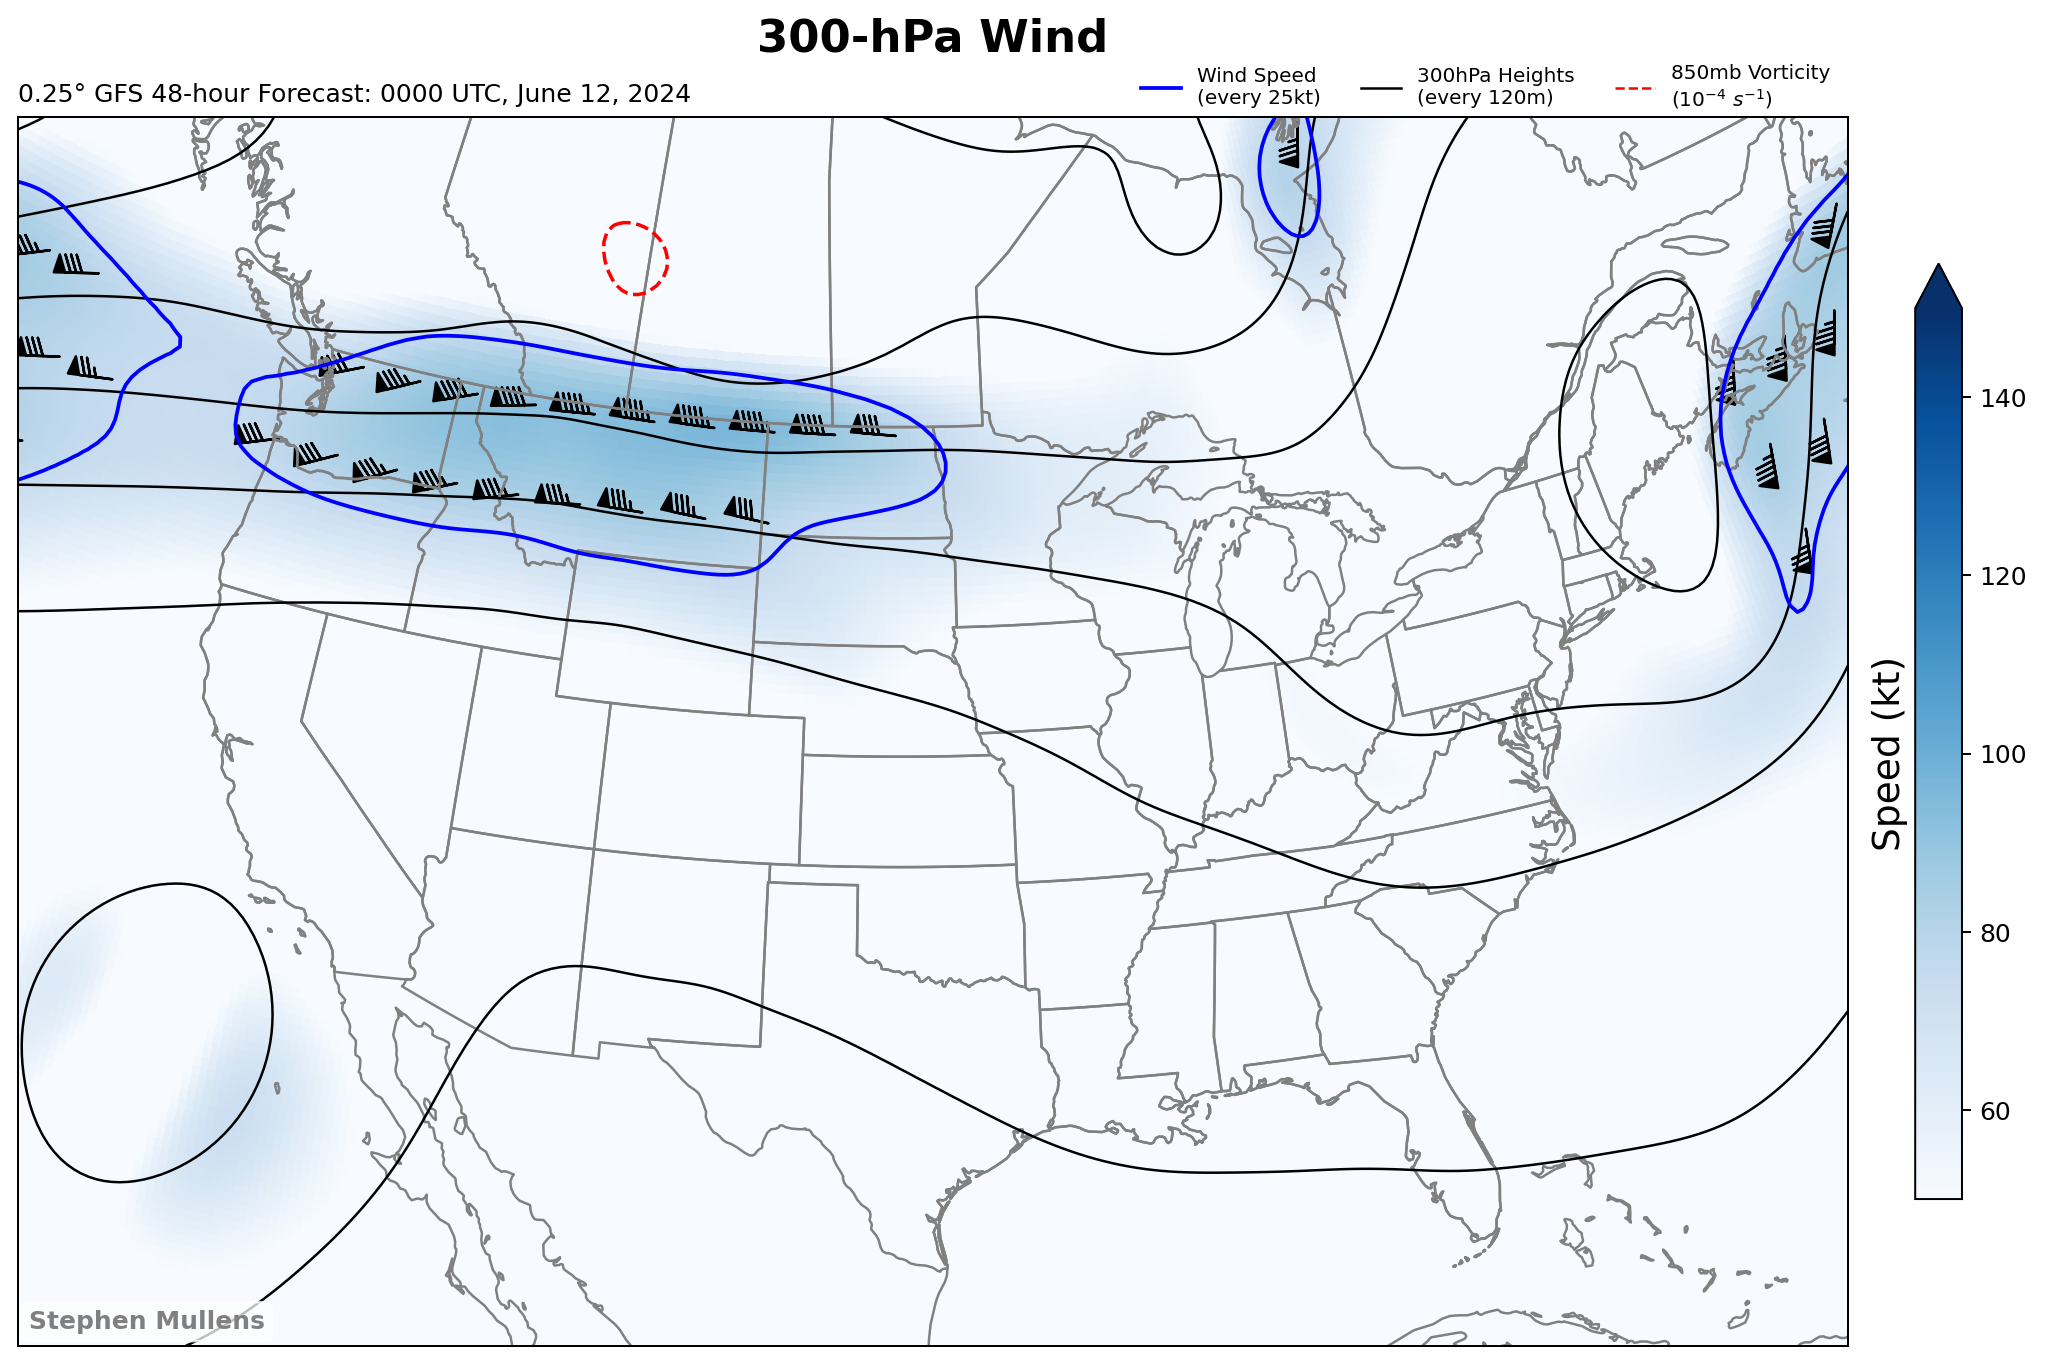 300-hPa Wind
0.25° GFS 48-hour Forecast: 0000 UTC, June 12, 2024
Wind Speed
(every 25kt)
300hPa Heights
(every 120m)
850mb Vorticity
(10⁻⁴ s⁻¹)
140
120
100
80
60
Speed (kt)
Stephen Mullens